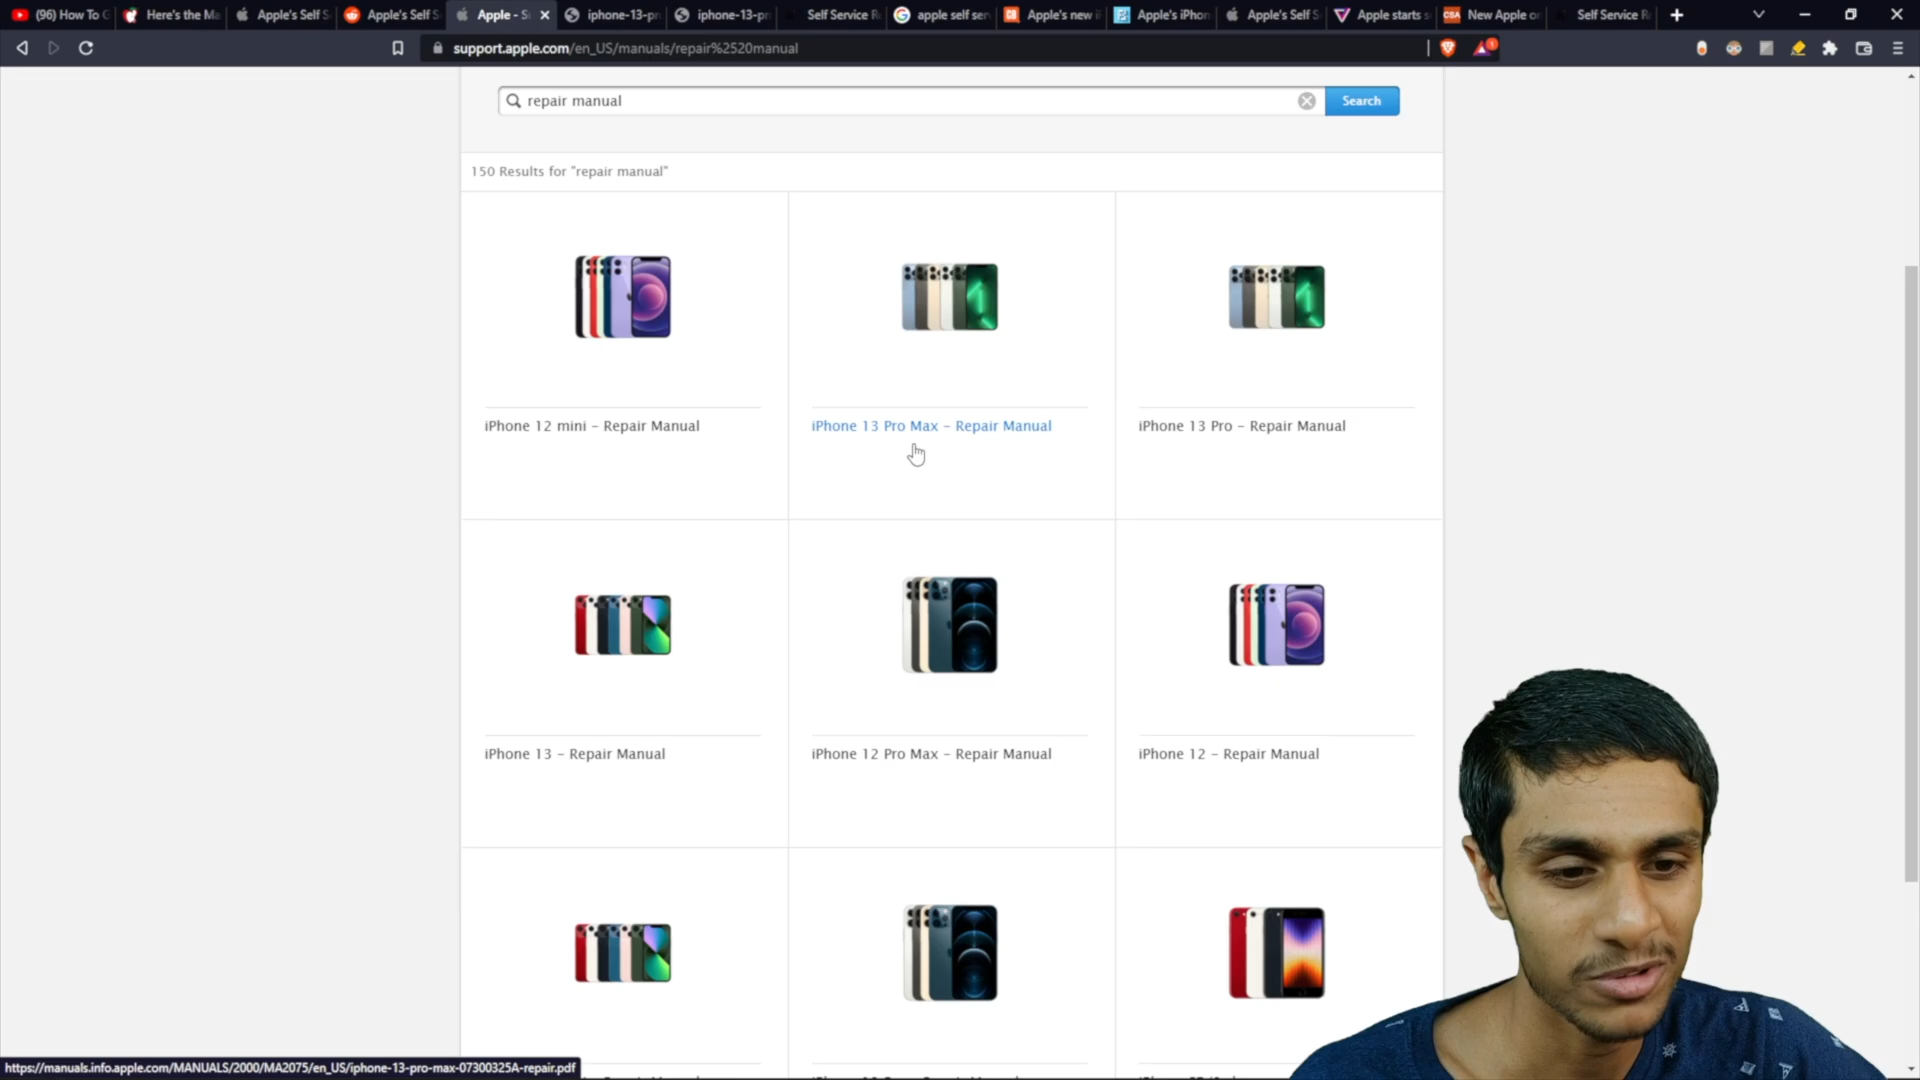 (96) How To G
Here's the Ma
Apple's Self S
Apple's Self S
Apple - S
iphone-13-pr
iphone-13-pr
Self Service R
apple self ser
Apple's new i
Apple's iPhon
Apple's Self S
Apple starts s
New Apple on
Self Service R
support.apple.com/en_US/manuals/repair%2520manual
repair manual
Search
150 Results for "repair manual"
iPhone 12 mini - Repair Manual
iPhone 13 Pro Max - Repair Manual
iPhone 13 Pro - Repair Manual
iPhone 13 - Repair Manual
iPhone 12 Pro Max - Repair Manual
iPhone 12 - Repair Manual
https://manuals.info.apple.com/MANUALS/2000/MA2075/en_US/iphone-13-pro-max-07300325A-repair.pdf